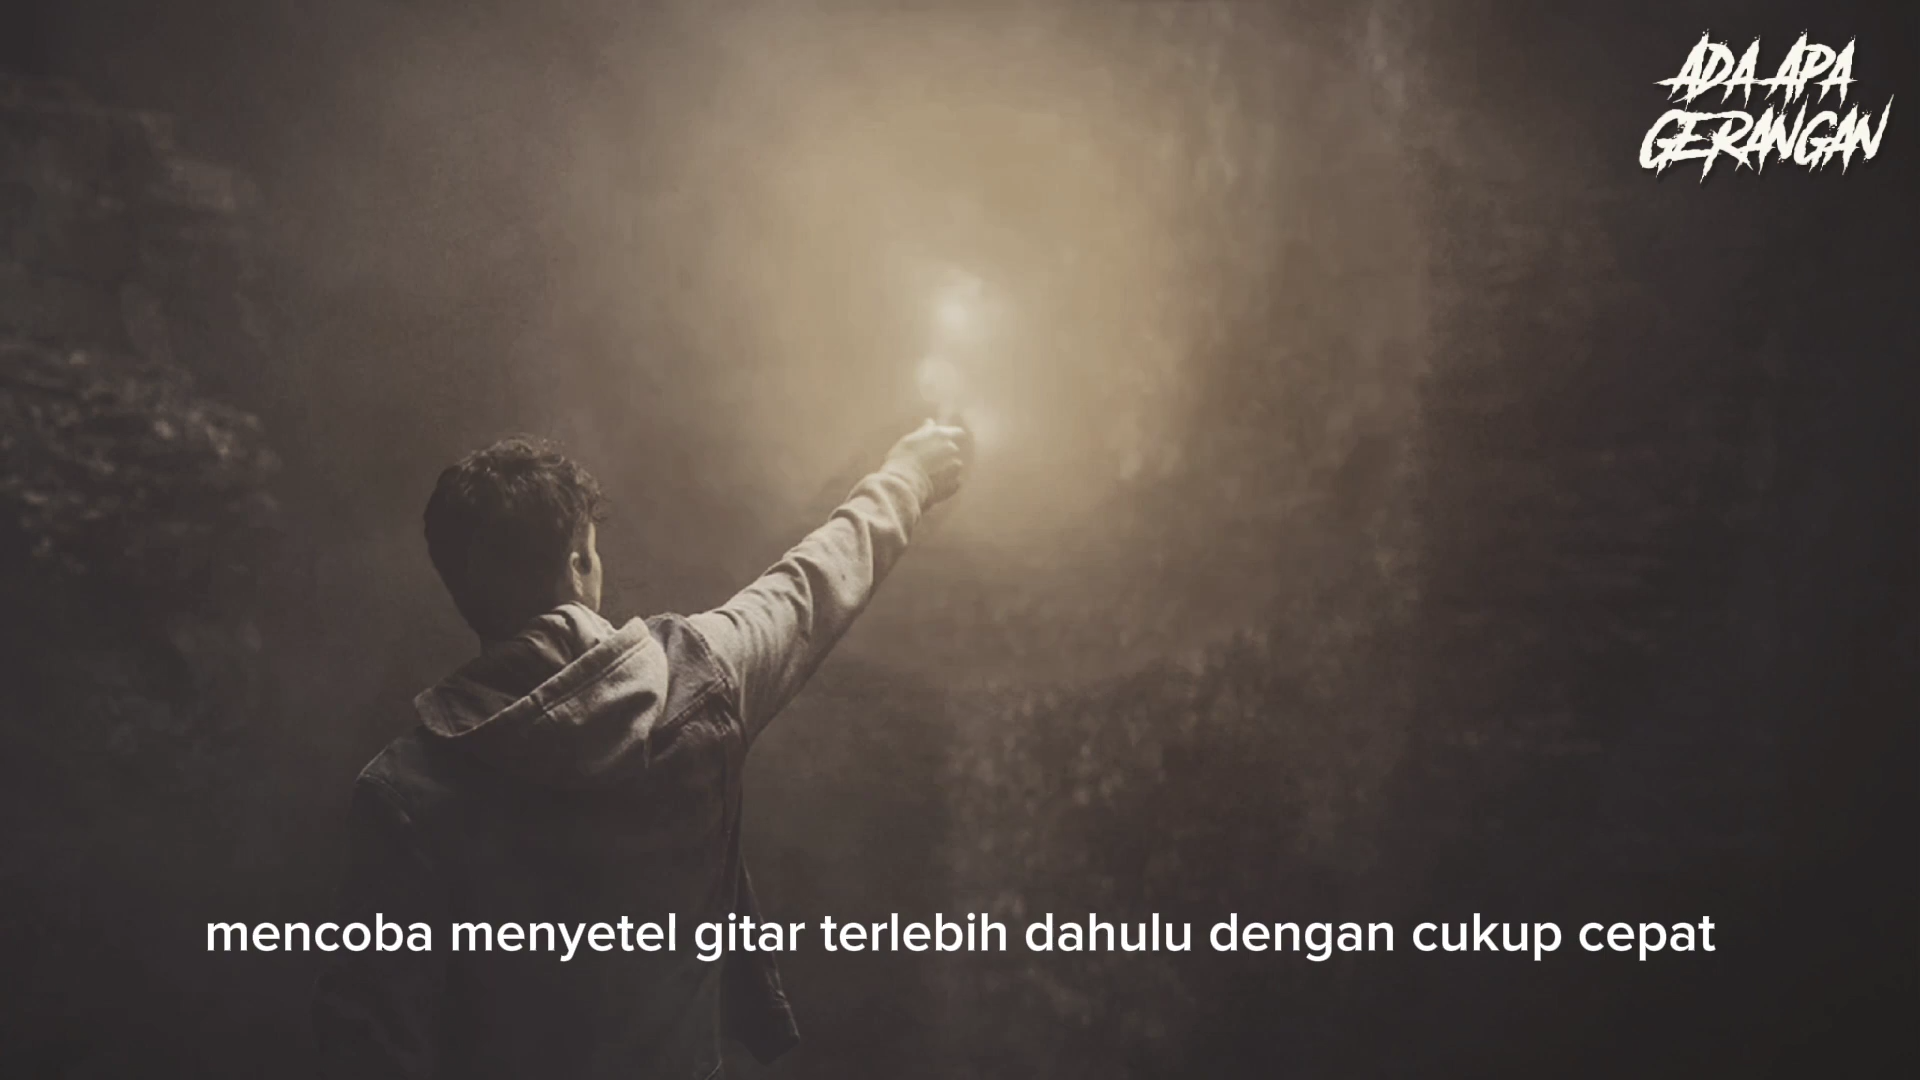 ADA APA
GERANGAN
mencoba menyetel gitar terlebih dahulu dengan cukup cepat